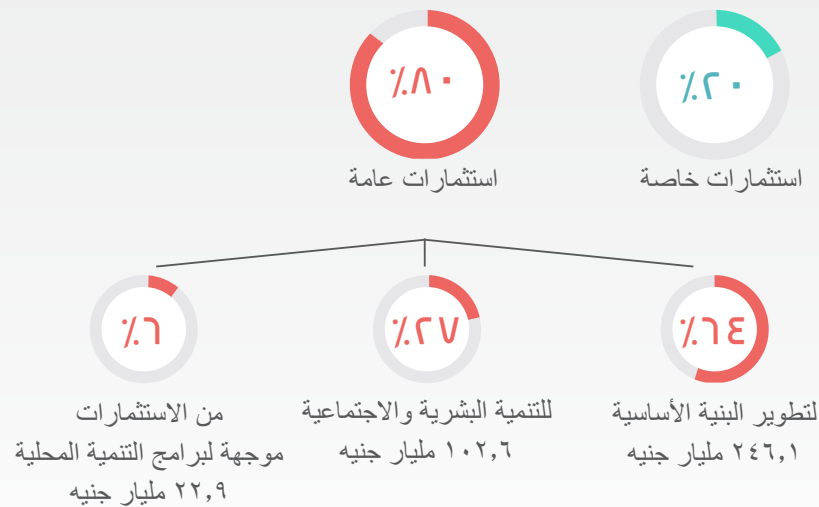 ٪٢٠
استثمارات خاصة
٪٨٠
استثمارات عامة
٪٦٤
لتطوير البنية الأساسية
٢٤٦,١ مليار جنيه
٪٢٧
للتنمية البشرية والاجتماعية
١٠٢,٦ مليار جنيه
٪٦
من الاستثمارات
موجهة لبرامج التنمية المحلية
٢٢,٩ مليار جنيه